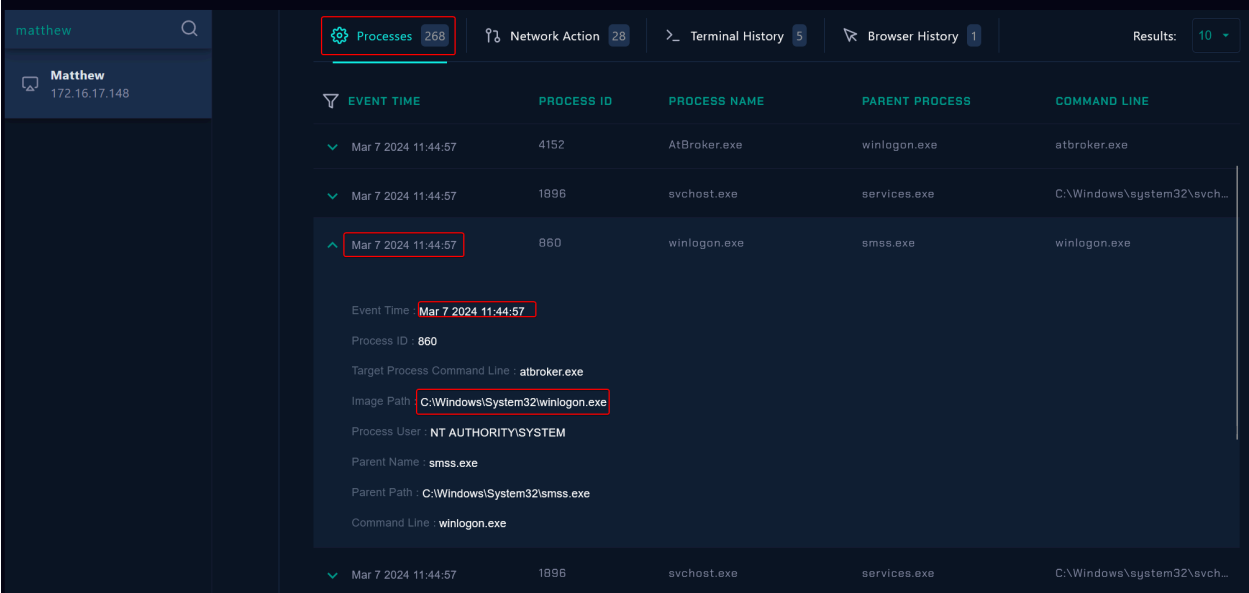 matthew
Processes 268 Network Action 28 Terminal History 5 Browser History 1 Results: 10
Matthew
172.16.17.148
EVENT TIME PROCESS ID PROCESS NAME PARENT PROCESS COMMAND LINE
Mar 7 2024 11:44:57 4152 AtBroker.exe winlogon.exe atbroker.exe
Mar 7 2024 11:44:57 1896 svchost.exe services.exe C:\Windows\system32\svch...
Mar 7 2024 11:44:57 860 winlogon.exe smss.exe winlogon.exe
Event Time : Mar 7 2024 11:44:57
Process ID : 860
Target Process Command Line : atbroker.exe
Image Path : C:\Windows\System32\winlogon.exe
Process User : NT AUTHORITY\SYSTEM
Parent Name : smss.exe
Parent Path : C:\Windows\System32\smss.exe
Command Line : winlogon.exe
Mar 7 2024 11:44:57 1896 svchost.exe services.exe C:\Windows\system32\svch...